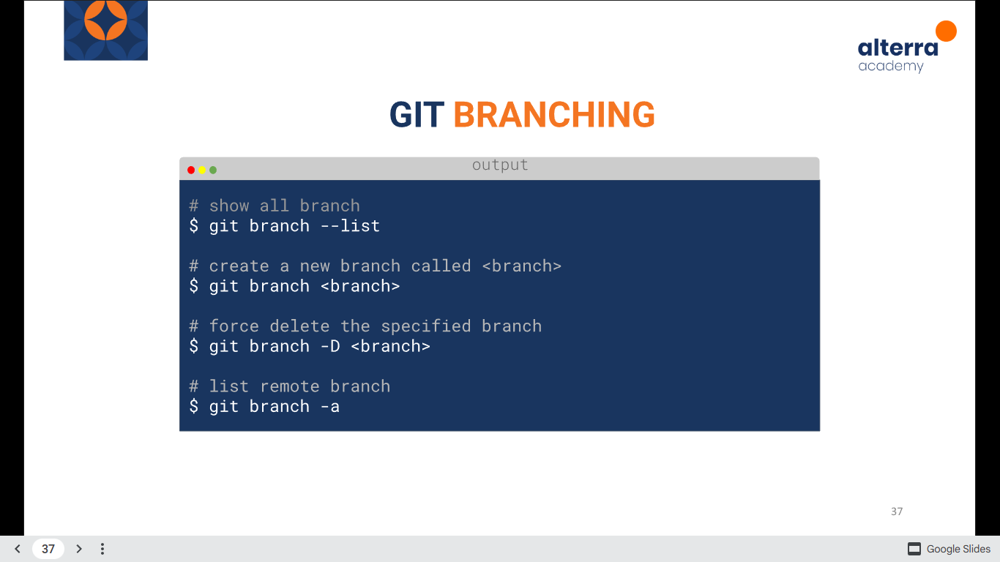 alterra
academy
GIT BRANCHING
output
# show all branch
$ git branch --list
# create a new branch called <branch>
$ git branch <branch>
# force delete the specified branch
$ git branch -D <branch>
# list remote branch
$ git branch -a
37
37
Google Slides